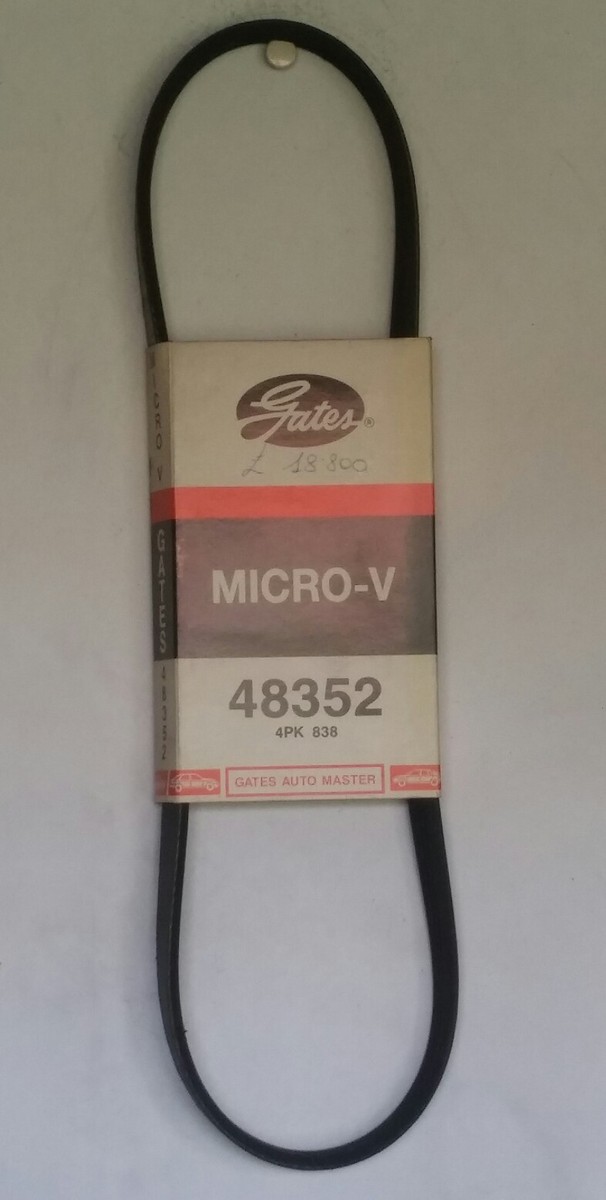 Gates®
£ 18.800
MICRO-V
48352
4PK 838
GATES AUTO MASTER
MICRO V GATES 48352